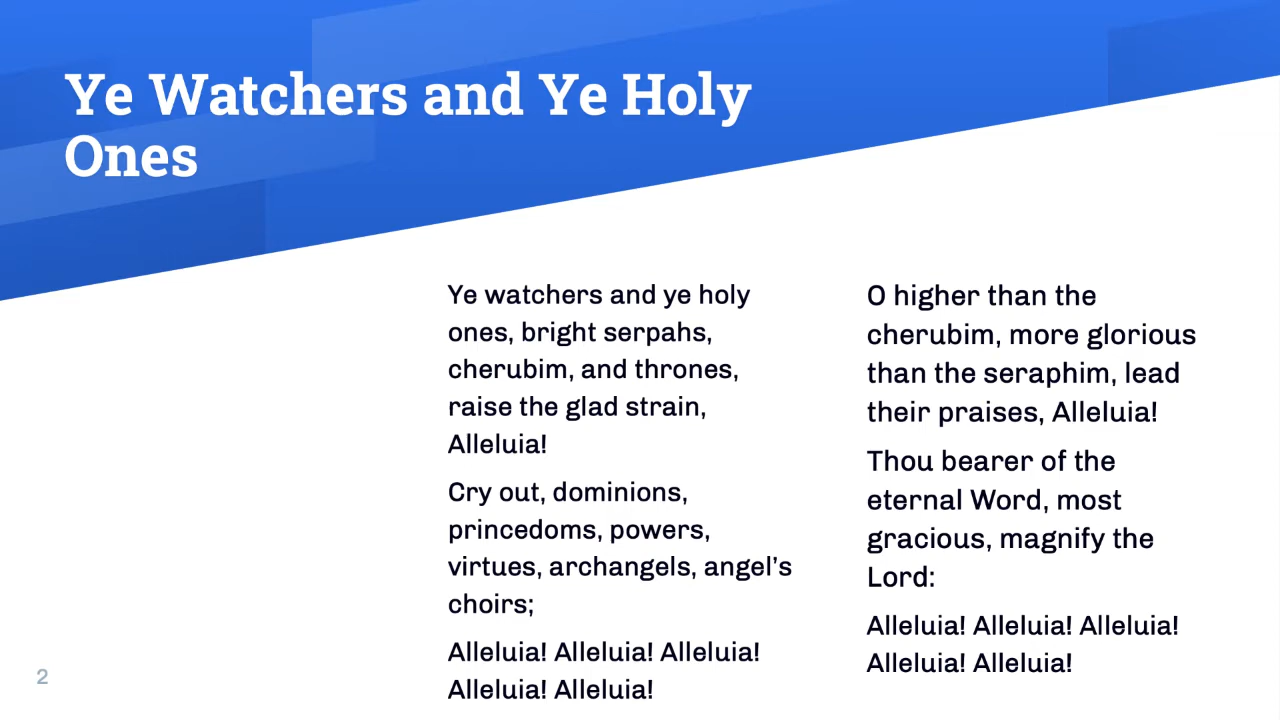 Ye Watchers and Ye Holy
Ones
Ye watchers and ye holy
ones, bright serpahs,
cherubim, and thrones,
raise the glad strain,
Alleluia!
Cry out, dominions,
princedoms, powers,
virtues, archangels, angel’s
choirs;
Alleluia! Alleluia! Alleluia!
Alleluia! Alleluia!
O higher than the
cherubim, more glorious
than the seraphim, lead
their praises, Alleluia!
Thou bearer of the
eternal Word, most
gracious, magnify the
Lord:
Alleluia! Alleluia! Alleluia!
Alleluia! Alleluia!
2